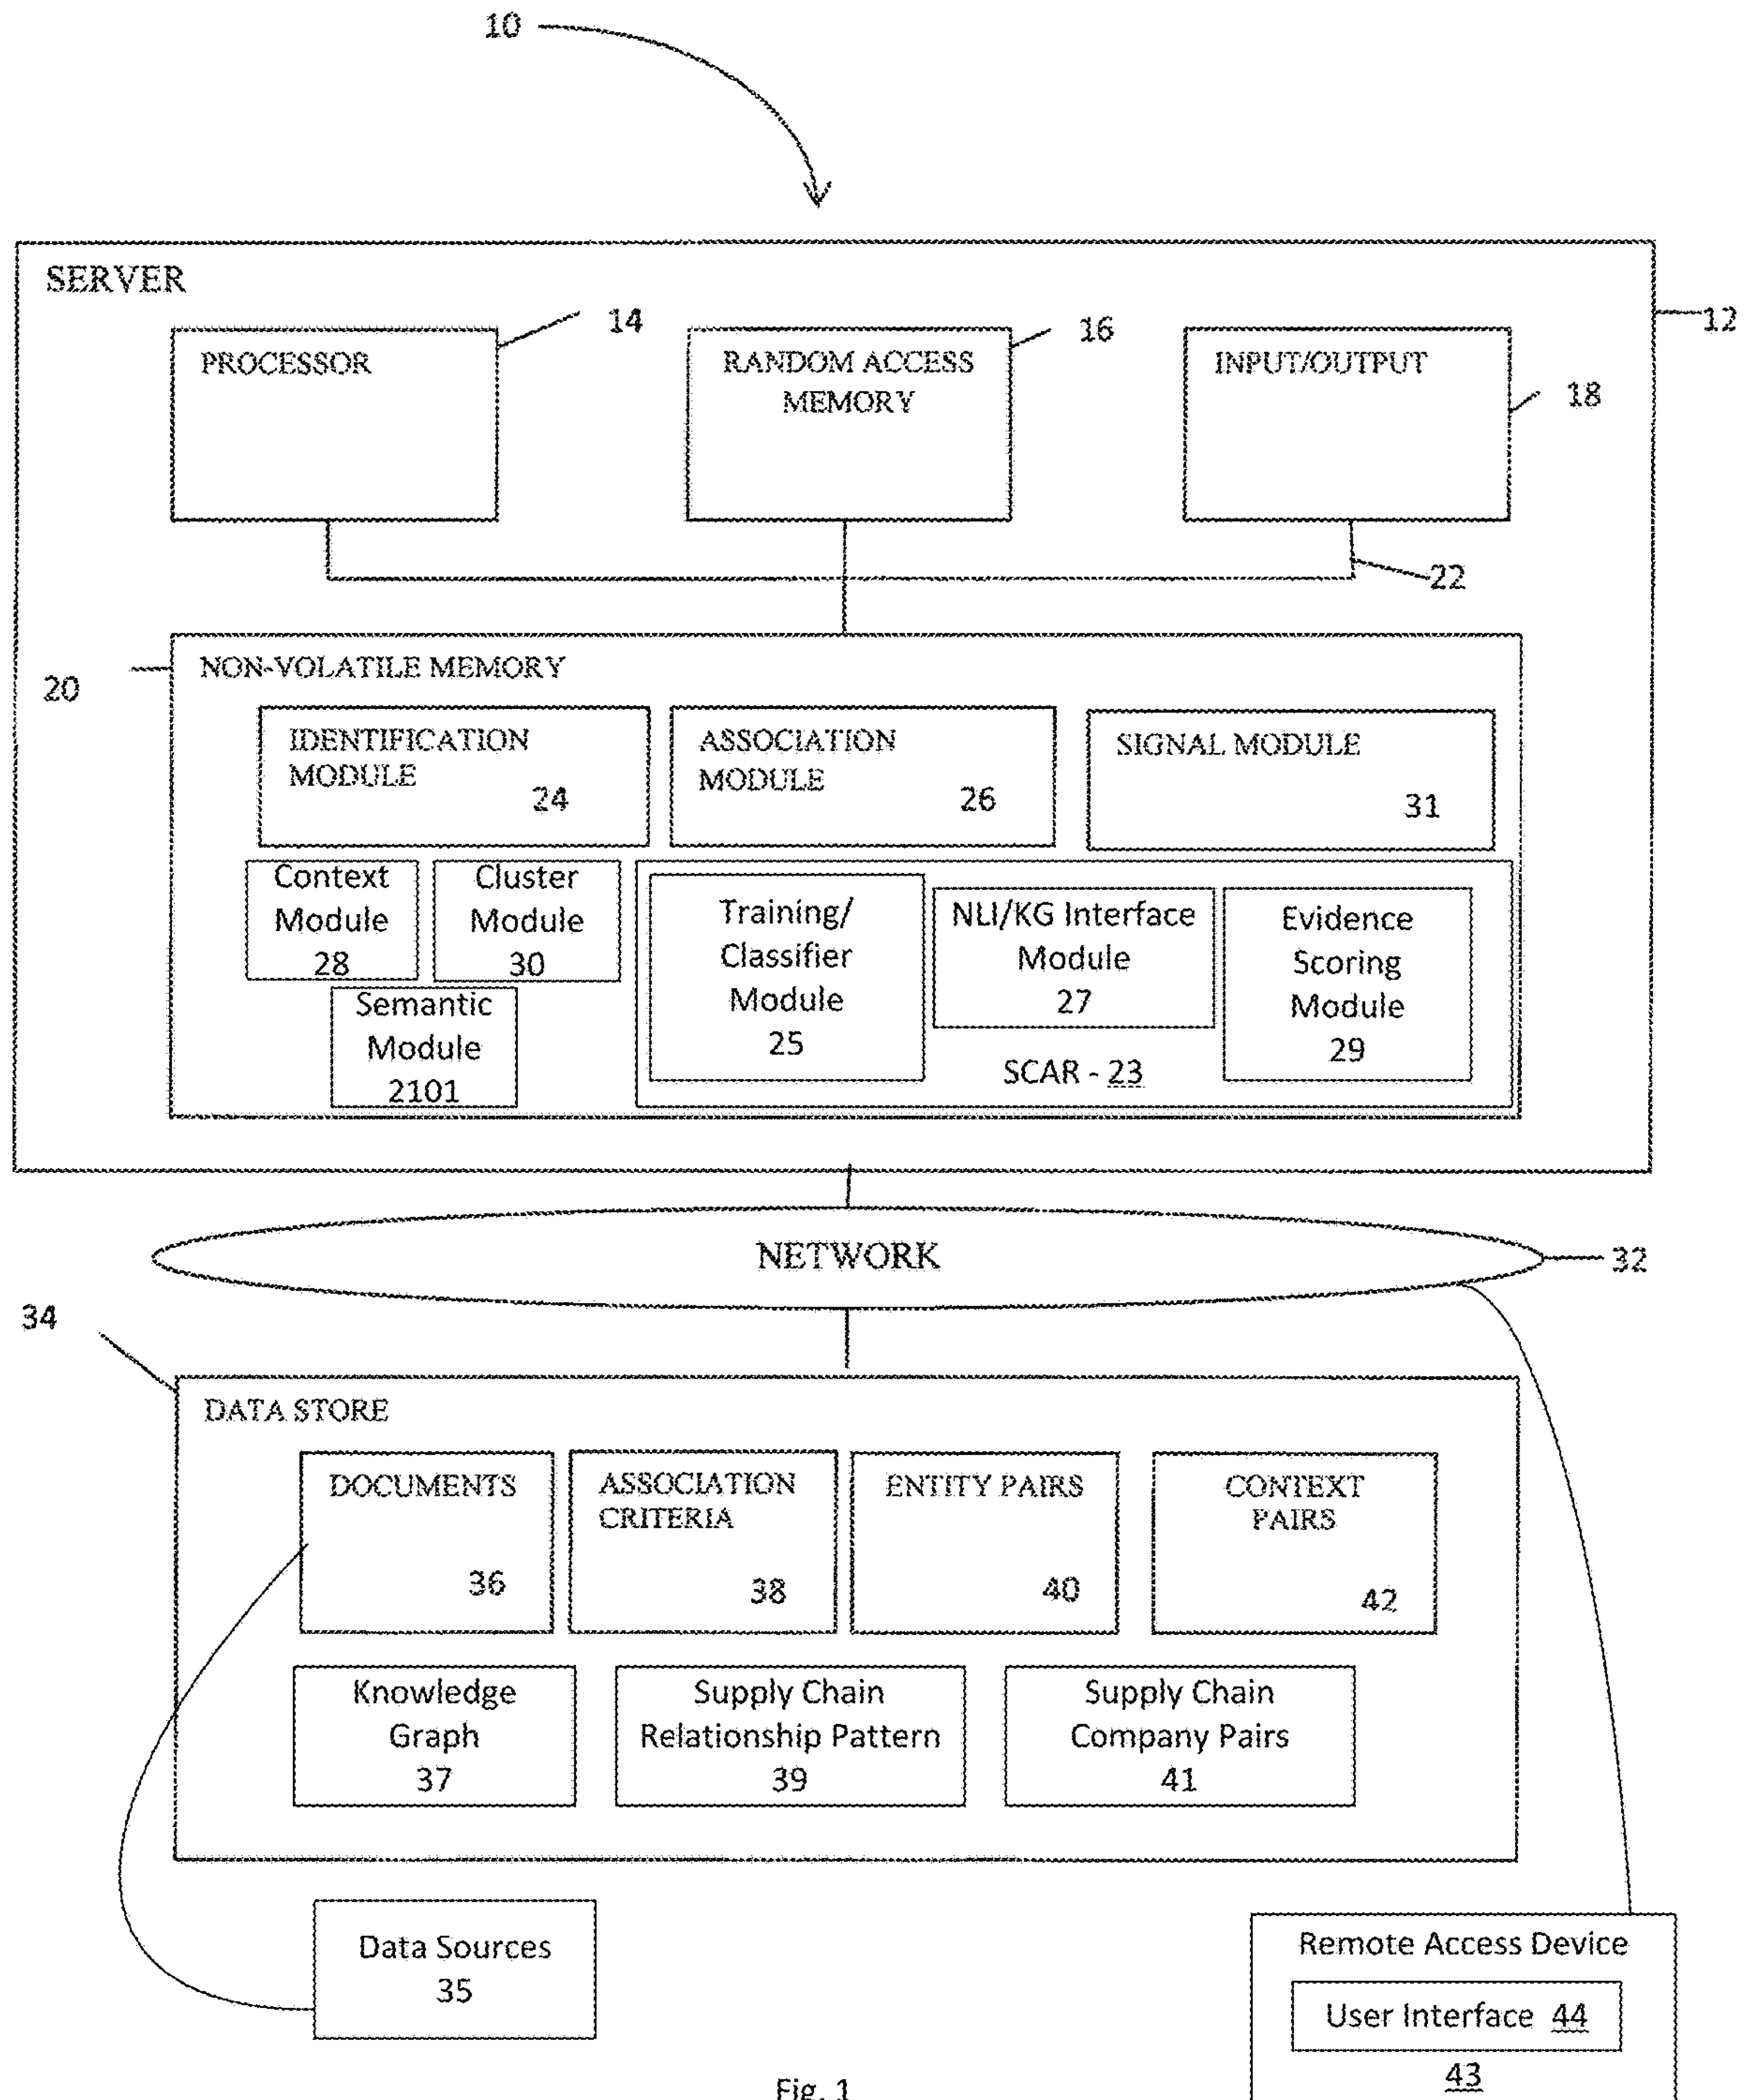 10
SERVER
12
PROCESSOR
14
RANDOM ACCESS
MEMORY
16
INPUT/OUTPUT
18
22
20
NON-VOLATILE MEMORY
IDENTIFICATION
MODULE
24
ASSOCIATION
MODULE
26
SIGNAL MODULE
31
Context
Module
28
Cluster
Module
30
Semantic
Module
2101
Training/
Classifier
Module
25
NLI/KG Interface
Module
27
Evidence
Scoring
Module
29
SCAR - 23
NETWORK
32
34
DATA STORE
DOCUMENTS
36
ASSOCIATION
CRITERIA
38
ENTITY PAIRS
40
CONTEXT
PAIRS
42
Knowledge
Graph
37
Supply Chain
Relationship Pattern
39
Supply Chain
Company Pairs
41
Data Sources
35
Remote Access Device
User Interface 44
43
Fig. 1